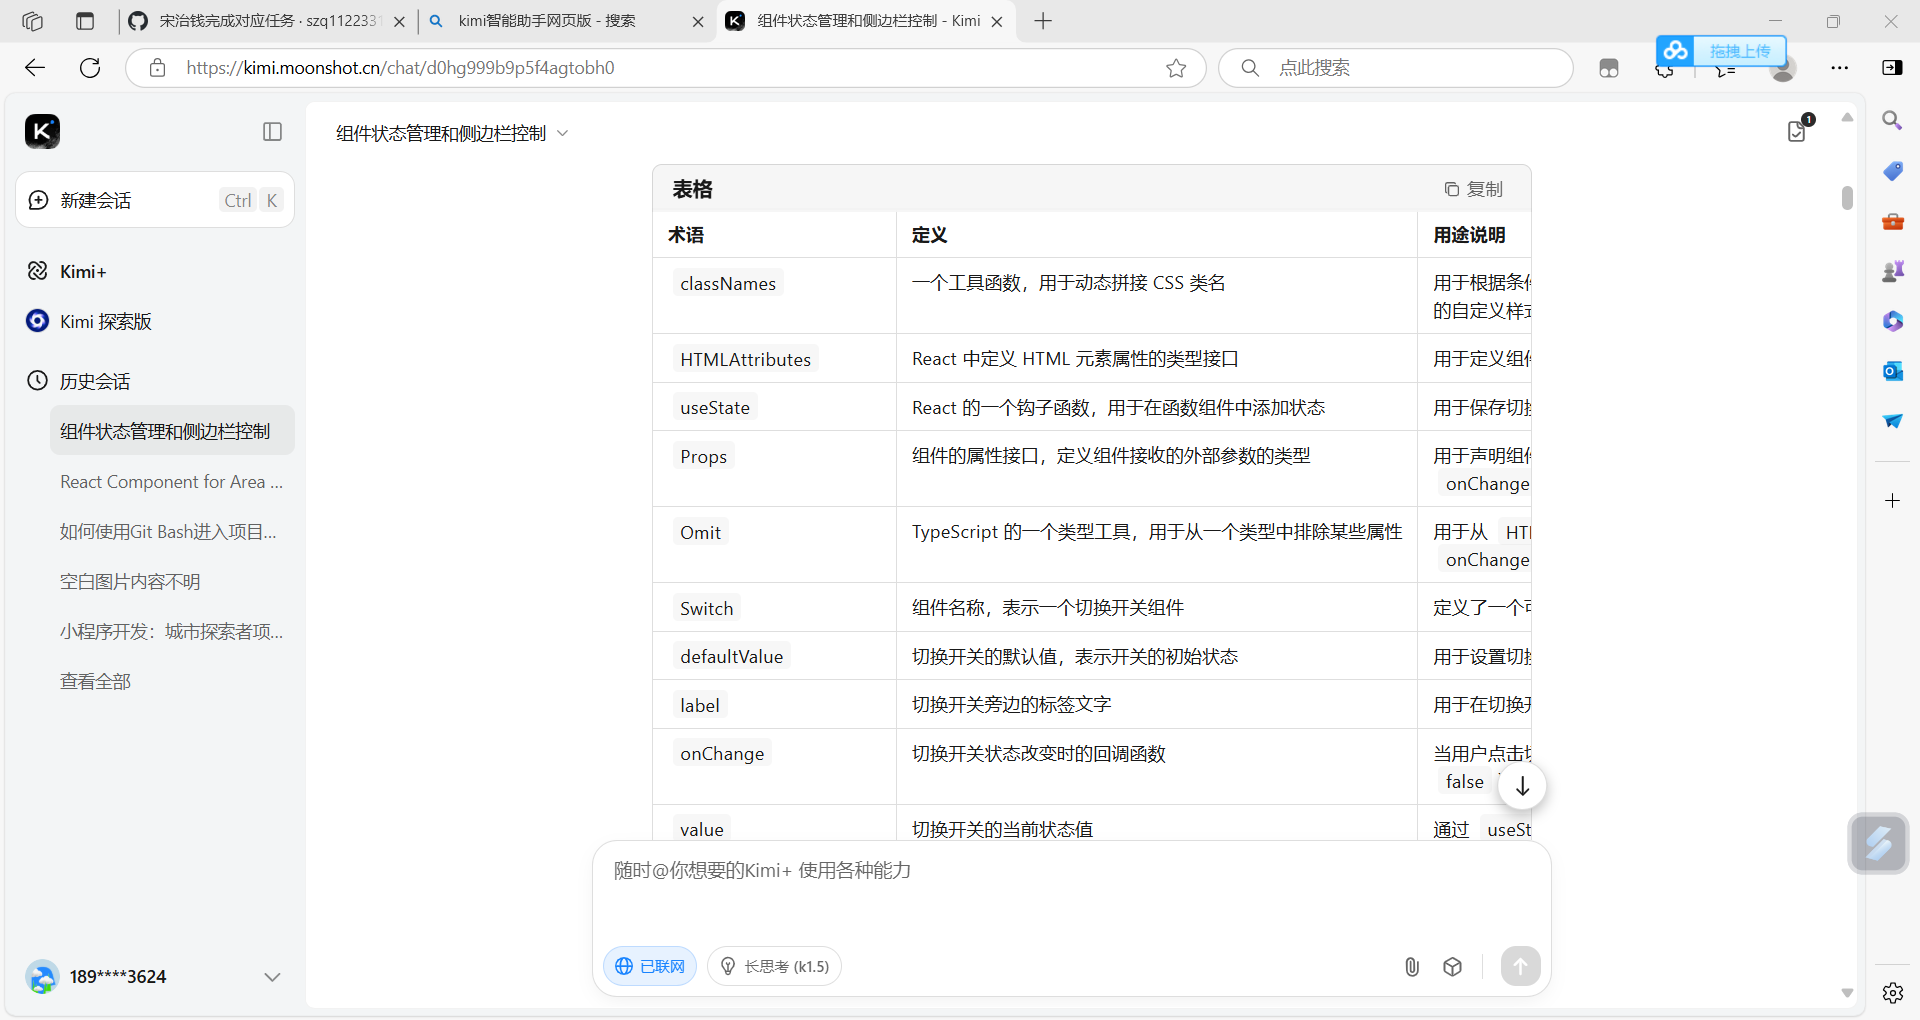 宋治钱完成对应任务 · szq1122331
kimi智能助手网页版 - 搜索
组件状态管理和侧边栏控制 - Kimi
https://kimi.moonshot.cn/chat/d0hg999b9p5f4agtobh0
点此搜索
拖拽上传
新建会话
Ctrl K
Kimi+
Kimi 探索版
历史会话
组件状态管理和侧边栏控制
React Component for Area ...
如何使用Git Bash进入项目...
空白图片内容不明
小程序开发：城市探索者项...
查看全部
189****3624
组件状态管理和侧边栏控制
1
表格
复制
术语 定义 用途说明
classNames 一个工具函数，用于动态拼接 CSS 类名 用于根据条件
的自定义样式
HTMLAttributes React 中定义 HTML 元素属性的类型接口 用于定义组件
useState React 的一个钩子函数，用于在函数组件中添加状态 用于保存切换
Props 组件的属性接口，定义组件接收的外部参数的类型 用于声明组件
onChange
Omit TypeScript 的一个类型工具，用于从一个类型中排除某些属性 用于从 HTI
onChange
Switch 组件名称，表示一个切换开关组件 定义了一个可
defaultValue 切换开关的默认值，表示开关的初始状态 用于设置切换
label 切换开关旁边的标签文字 用于在切换开
onChange 切换开关状态改变时的回调函数 当用户点击切
false
value 切换开关的当前状态值 通过 useSt
随时@你想要的Kimi+ 使用各种能力
已联网
长思考 (k1.5)